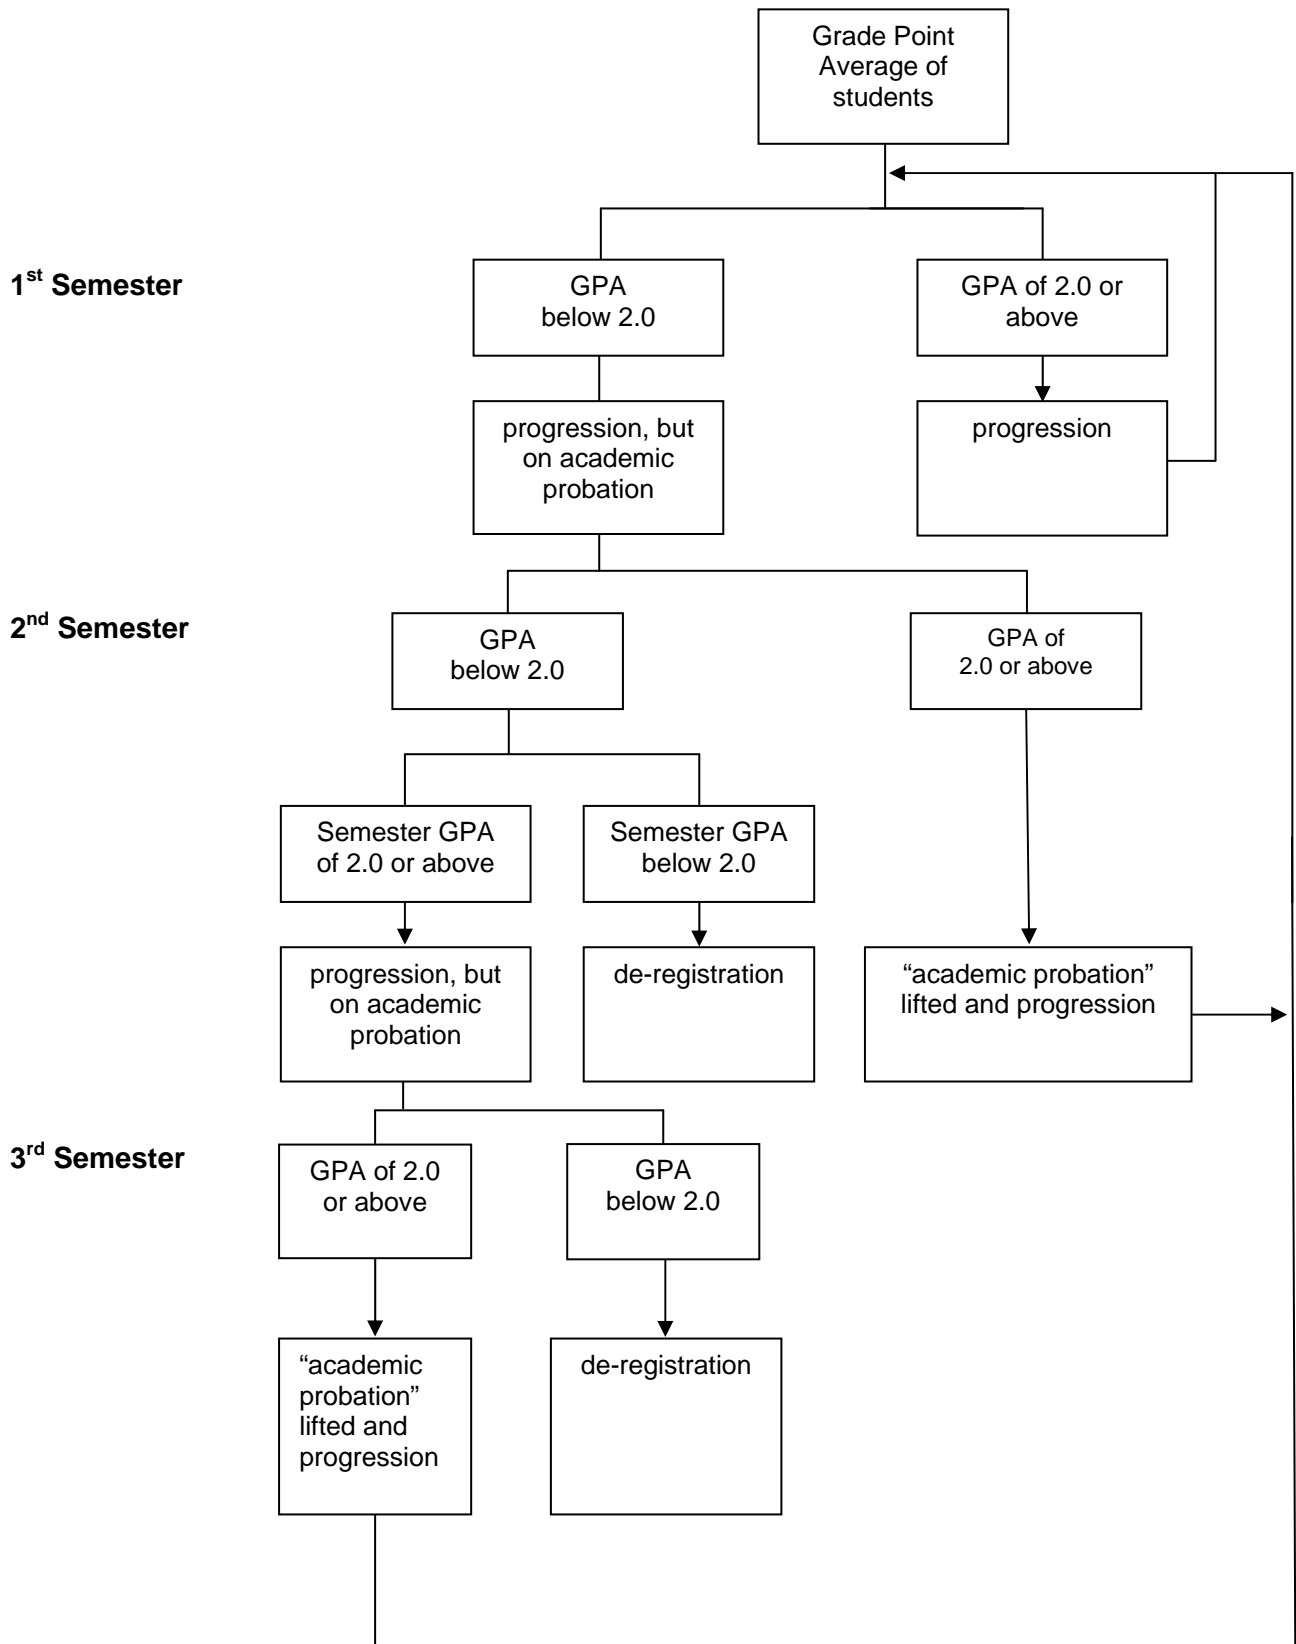 Grade Point
Average of
students
1st Semester
GPA
below 2.0
GPA of 2.0 or
above
progression, but
on academic
probation
progression
2nd Semester
GPA
below 2.0
GPA of
2.0 or above
Semester GPA
of 2.0 or above
Semester GPA
below 2.0
progression, but
on academic
probation
de-registration
“academic probation”
lifted and progression
3rd Semester
GPA of 2.0
or above
GPA
below 2.0
“academic
probation”
lifted and
progression
de-registration